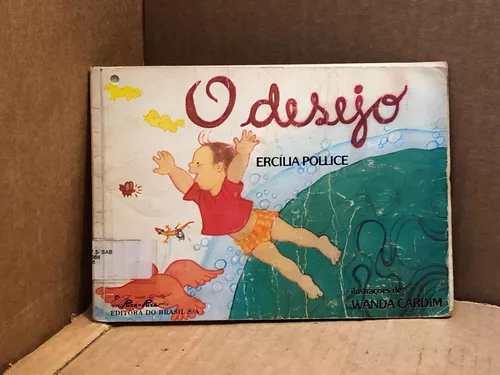 O desejo
ERCÍLIA POLLICE
EDITORA DO BRASIL S/A
ilustrações de
WANDA CARDIM